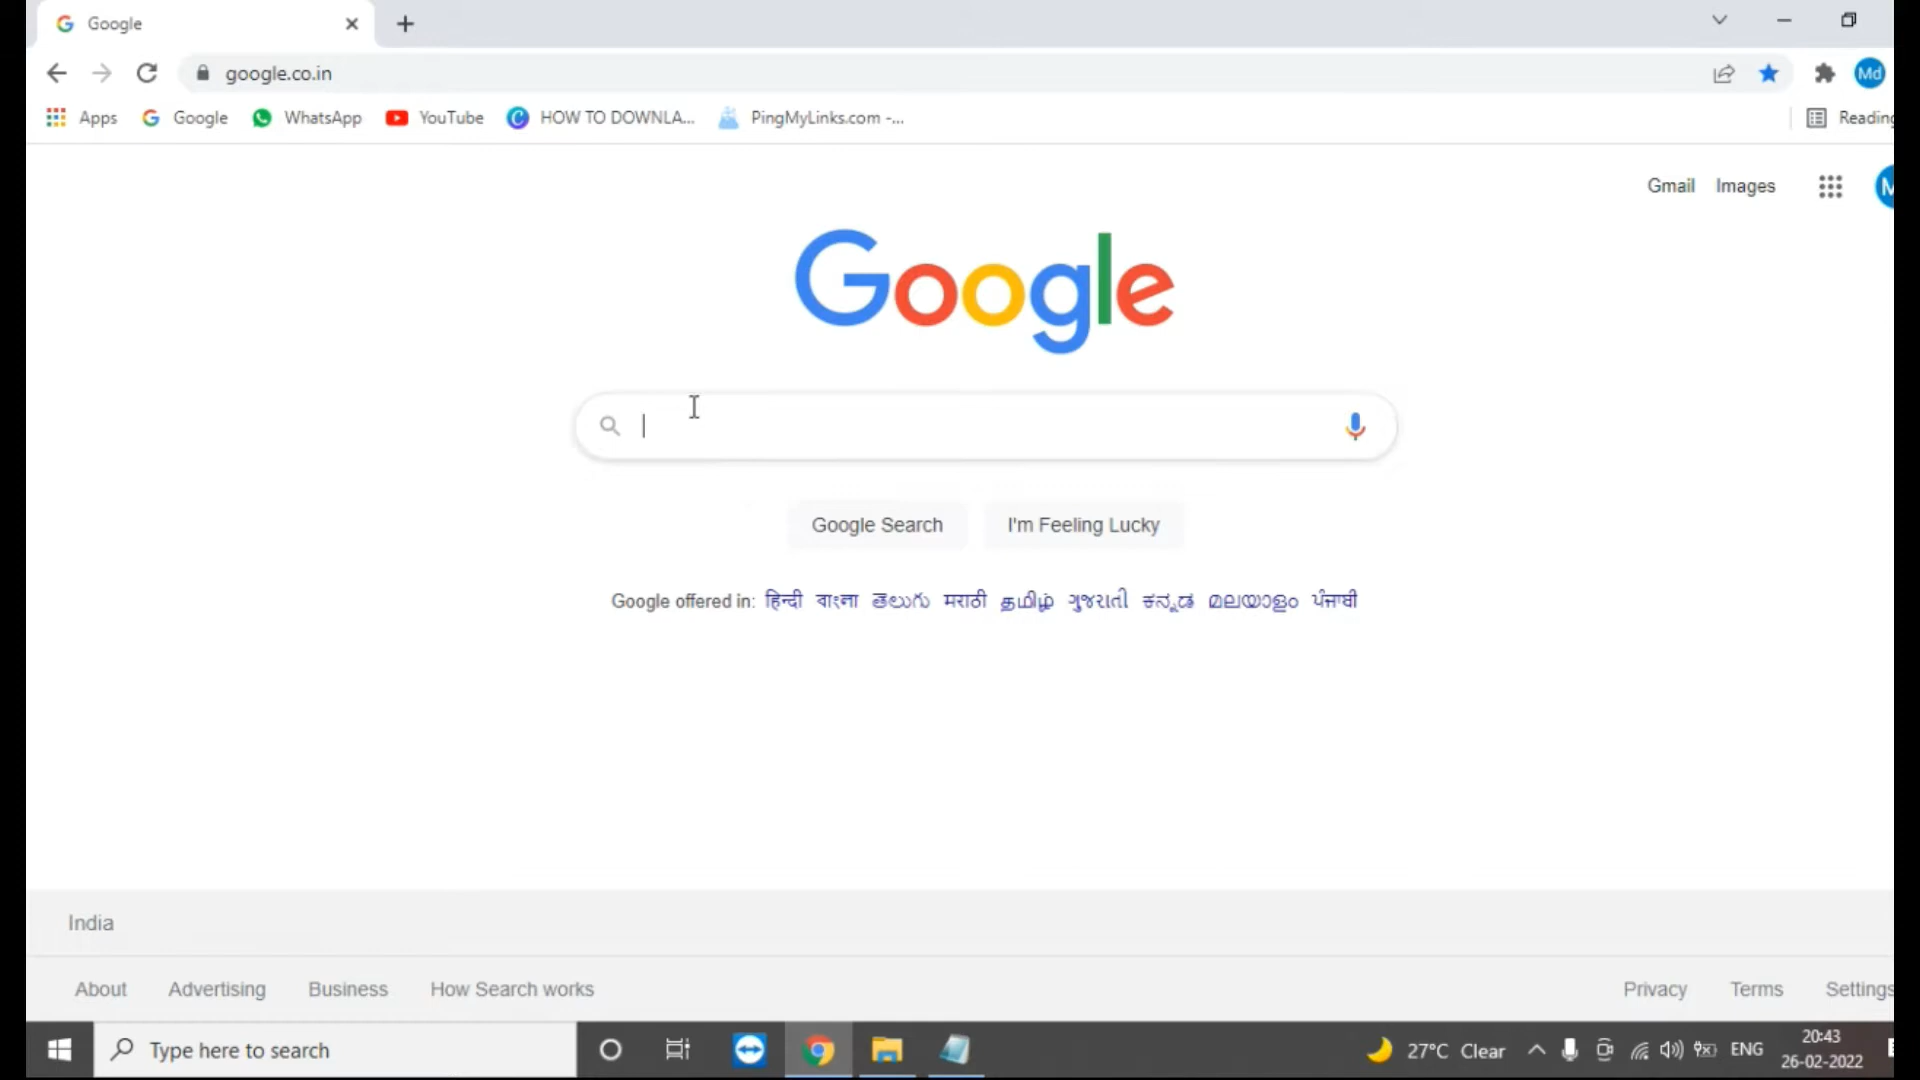 Google
google.co.in
Md
Apps Google WhatsApp YouTube HOW TO DOWNLA... PingMyLinks.com -... Reading
Gmail Images
Google
Google Search I'm Feeling Lucky
Google offered in: हिन्दी বাংলা తెలుగు मराठी தமிழ் ગુજરાતી ಕನ್ನಡ മലയാളം ਪੰਜਾਬੀ
India
About Advertising Business How Search works Privacy Terms Settings
Type here to search 27°C Clear ENG 20:43
26-02-2022